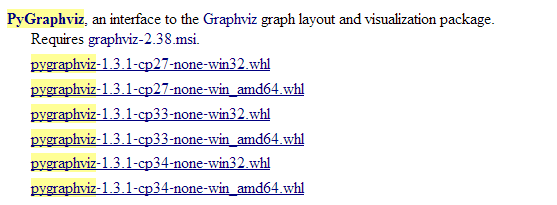 PyGraphviz, an interface to the Graphviz graph layout and visualization package.
Requires graphviz-2.38.msi.
pygraphviz-1.3.1-cp27-none-win32.whl
pygraphviz-1.3.1-cp27-none-win_amd64.whl
pygraphviz-1.3.1-cp33-none-win32.whl
pygraphviz-1.3.1-cp33-none-win_amd64.whl
pygraphviz-1.3.1-cp34-none-win32.whl
pygraphviz-1.3.1-cp34-none-win_amd64.whl